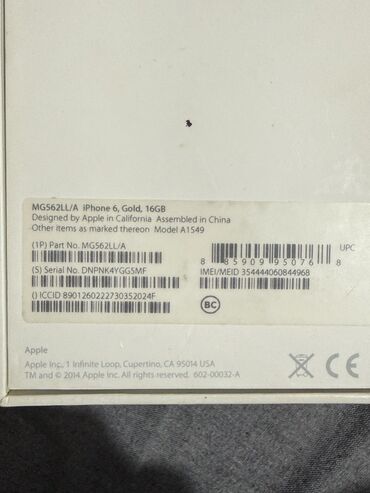 MG562LL/A iPhone 6, Gold, 16GB
Designed by Apple in California Assembled in China
Other items as marked thereon Model A1549
(1P) Part No. MG562LL/A
UPC
8 85909 95076 8
(S) Serial No. DNPNK4YGG5MF
IMEI/MEID 354444060844968
() ICCID 8901260222730352024F
BC
Apple
Apple Inc., 1 Infinite Loop, Cupertino, CA 95014 USA
TM and © 2014 Apple Inc. All rights reserved. 602-00032-A
CE